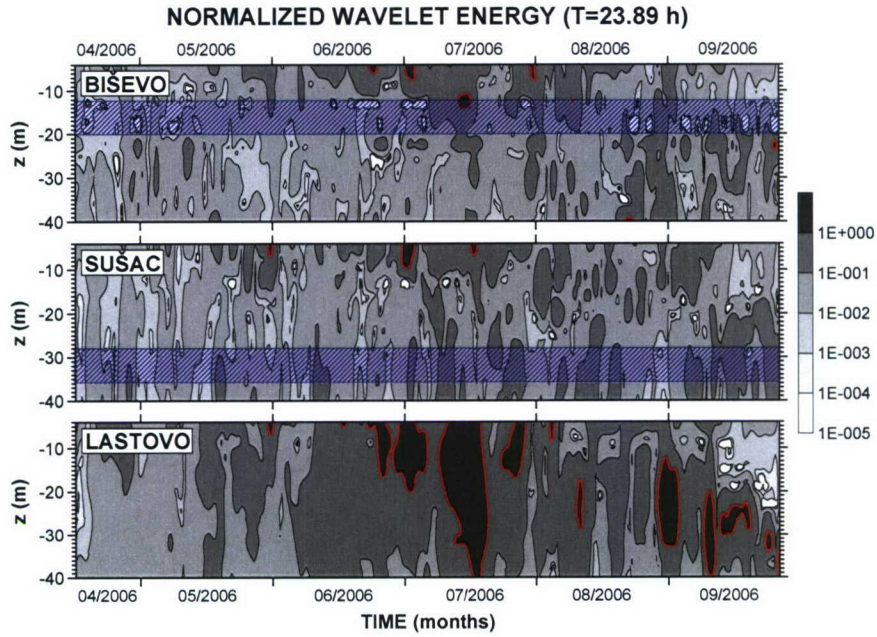 NORMALIZED WAVELET ENERGY (T=23.89 h)
04/2006 05/2006 06/2006 07/2006 08/2006 09/2006
BIŠEVO
z (m)
-10
-20
-30
-40
SUŠAC
z (m)
-10
-20
-30
-40
LASTOVO
z (m)
-10
-20
-30
-40
1E+000
1E-001
1E-002
1E-003
1E-004
1E-005
04/2006 05/2006 06/2006 07/2006 08/2006 09/2006
TIME (months)